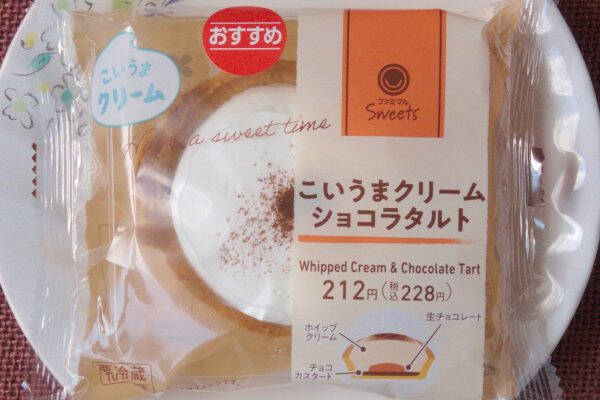 おすすめ
こいうま
クリーム
ファミマル
Sweets
Have a sweet time
こいうまクリーム
ショコラタルト
Whipped Cream & Chocolate Tart
212円(税込228円)
ホイップ
クリーム
生チョコレート
チョコ
カスタード
要冷蔵